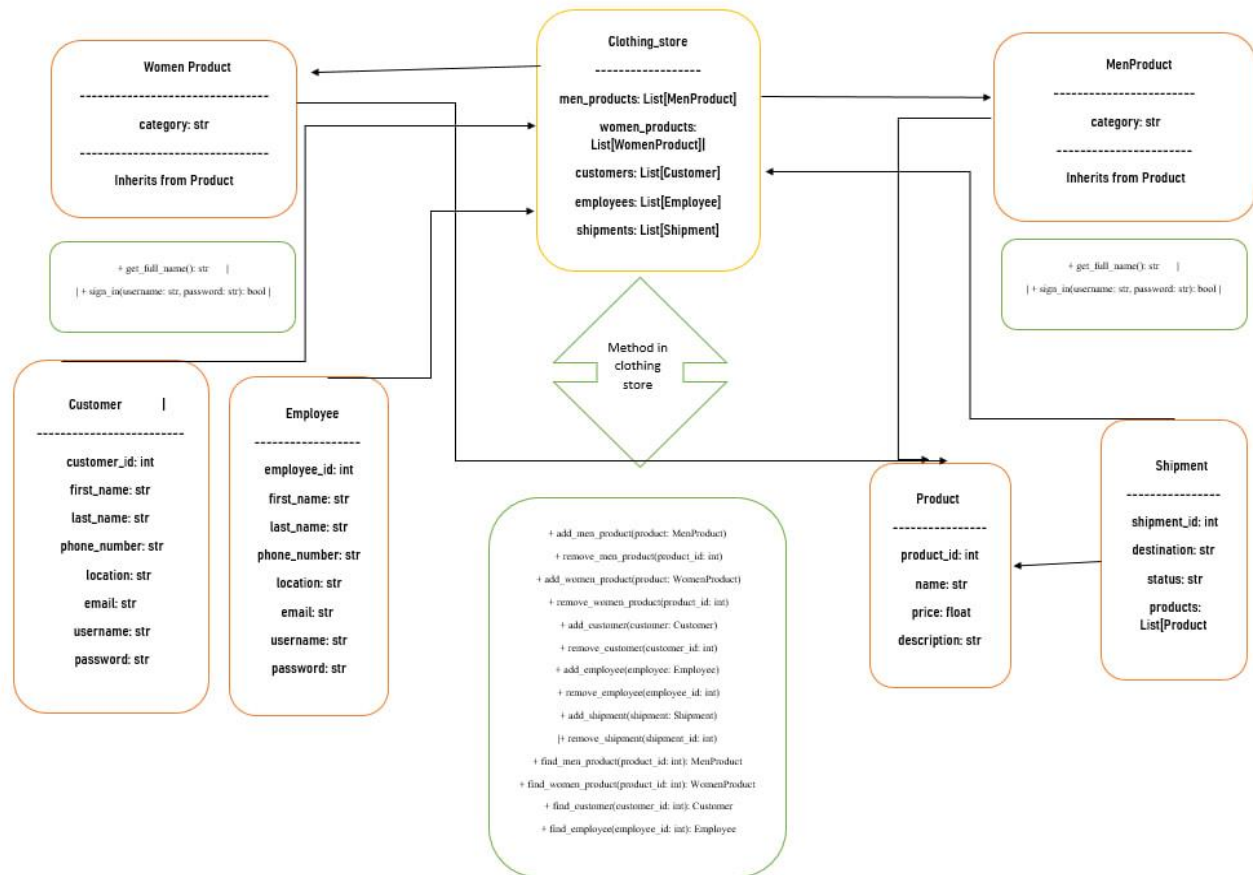 Clothing_store
------------------
men_products: List[MenProduct]
women_products:
List[WomenProduct]|
customers: List[Customer]
employees: List[Employee]
shipments: List[Shipment]
Women Product
--------------------------------
category: str
--------------------------------
Inherits from Product
MenProduct
------------------------
category: str
-----------------------
Inherits from Product
+ get_full_name(): str |
| + sign_in(username: str, password: str): bool |
+ get_full_name(): str |
| + sign_in(username: str, password: str): bool |
Method in
clothing
store
Customer |
-------------------------
customer_id: int
first_name: str
last_name: str
phone_number: str
location: str
email: str
username: str
password: str
Employee
------------------
employee_id: int
first_name: str
last_name: str
phone_number: str
location: str
email: str
username: str
password: str
+ add_men_product(product: MenProduct)
+ remove_men_product(product_id: int)
+ add_women_product(product: WomenProduct)
+ remove_women_product(product_id: int)
+ add_customer(customer: Customer)
+ remove_customer(customer_id: int)
+ add_employee(employee: Employee)
+ remove_employee(employee_id: int)
+ add_shipment(shipment: Shipment)
|+ remove_shipment(shipment_id: int)
+ find_men_product(product_id: int): MenProduct
+ find_women_product(product_id: int): WomenProduct
+ find_customer(customer_id: int): Customer
+ find_employee(employee_id: int): Employee
Product
----------------
product_id: int
name: str
price: float
description: str
Shipment
----------------
shipment_id: int
destination: str
status: str
products:
List[Product